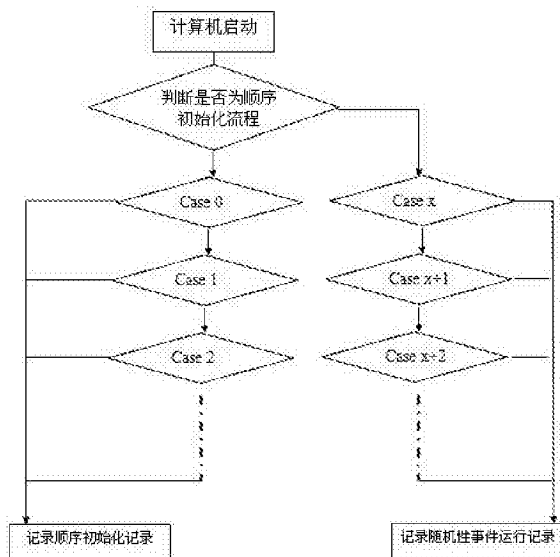 计算机启动
判断是否为顺序
初始化流程
Case 0
Case x
Case 1
Case x+1
Case 2
Case x+2
记录顺序初始化记录
记录随机性事件运行记录